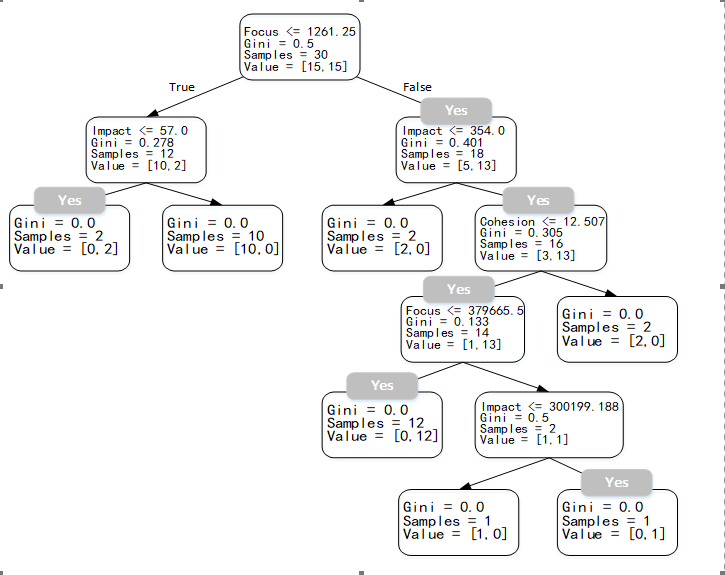 Focus <= 1261.25
Gini = 0.5
Samples = 30
Value = [15,15]
True
False
Yes
Impact <= 57.0
Gini = 0.278
Samples = 12
Value = [10,2]
Impact <= 354.0
Gini = 0.401
Samples = 18
Value = [5,13]
Yes
Gini = 0.0
Samples = 2
Value = [0,2]
Gini = 0.0
Samples = 10
Value = [10,0]
Gini = 0.0
Samples = 2
Value = [2,0]
Yes
Cohesion <= 12.507
Gini = 0.305
Samples = 16
Value = [3,13]
Yes
Focus <= 379665.5
Gini = 0.133
Samples = 14
Value = [1,13]
Gini = 0.0
Samples = 2
Value = [2,0]
Yes
Gini = 0.0
Samples = 12
Value = [0,12]
Impact <= 300199.188
Gini = 0.5
Samples = 2
Value = [1,1]
Gini = 0.0
Samples = 1
Value = [1,0]
Yes
Gini = 0.0
Samples = 1
Value = [0,1]